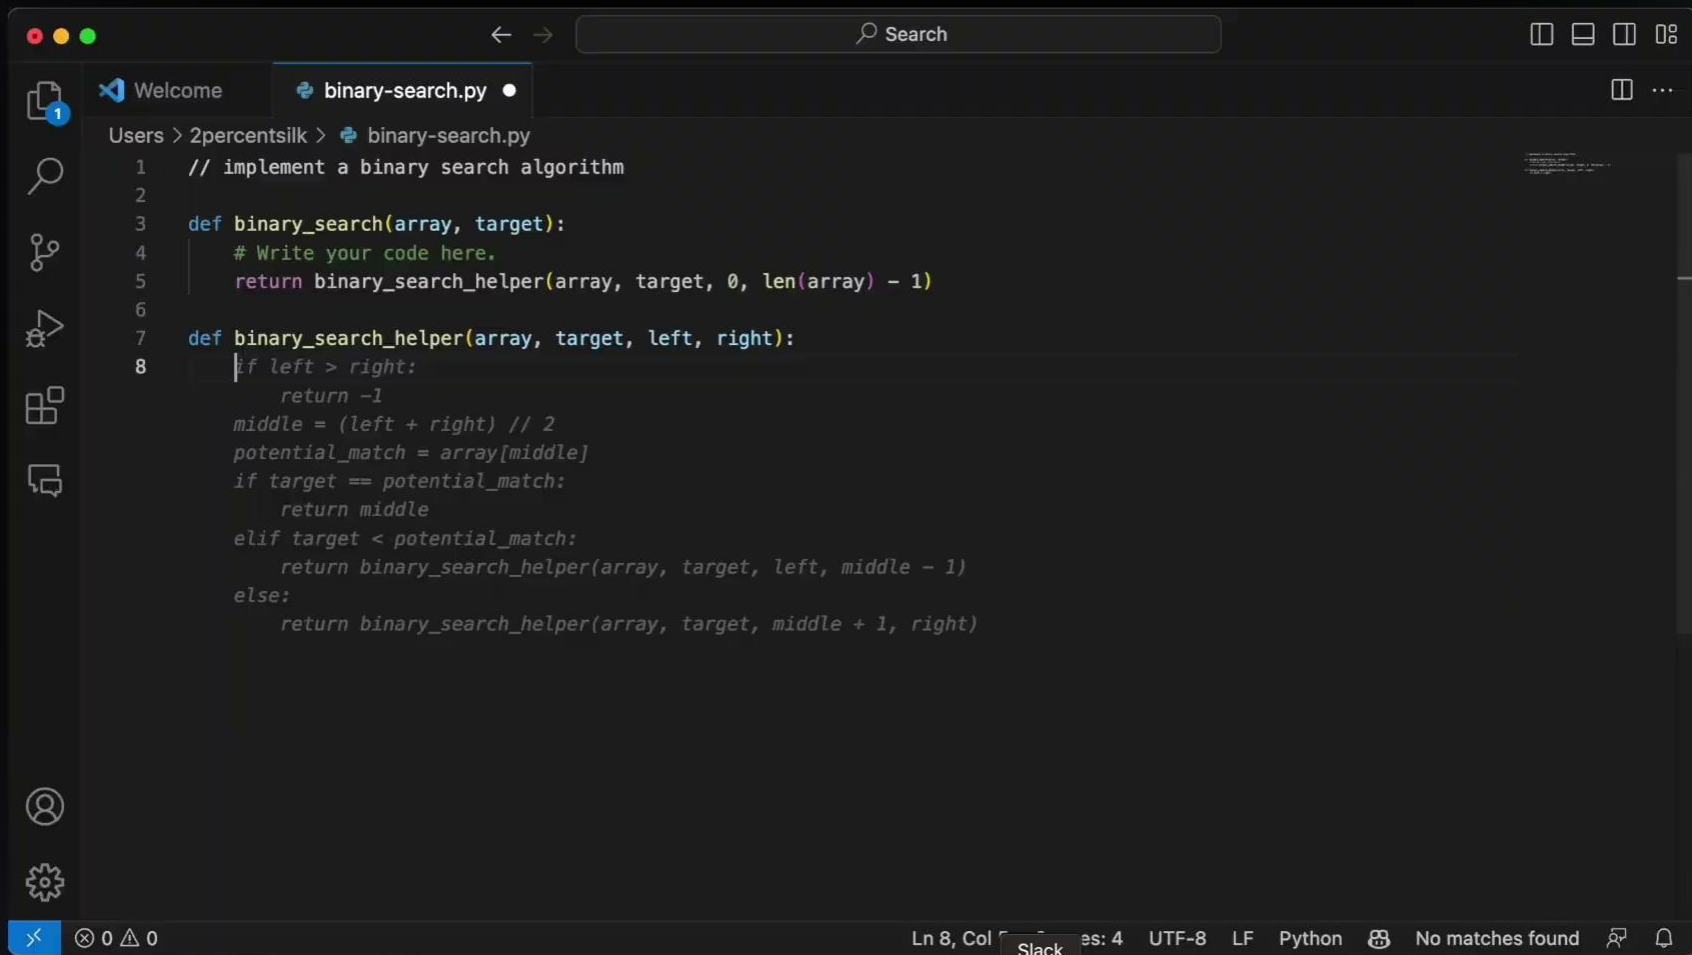 Search
Welcome
binary-search.py
1
Users > 2percentsilk > binary-search.py
1 // implement a binary search algorithm
2
3 def binary_search(array, target):
4 # Write your code here.
5 return binary_search_helper(array, target, 0, len(array) - 1)
6
7 def binary_search_helper(array, target, left, right):
8 if left > right:
return -1
middle = (left + right) // 2
potential_match = array[middle]
if target == potential_match:
return middle
elif target < potential_match:
return binary_search_helper(array, target, left, middle - 1)
else:
return binary_search_helper(array, target, middle + 1, right)
0 0 Ln 8, Col es: 4 UTF-8 LF Python No matches found
Slack